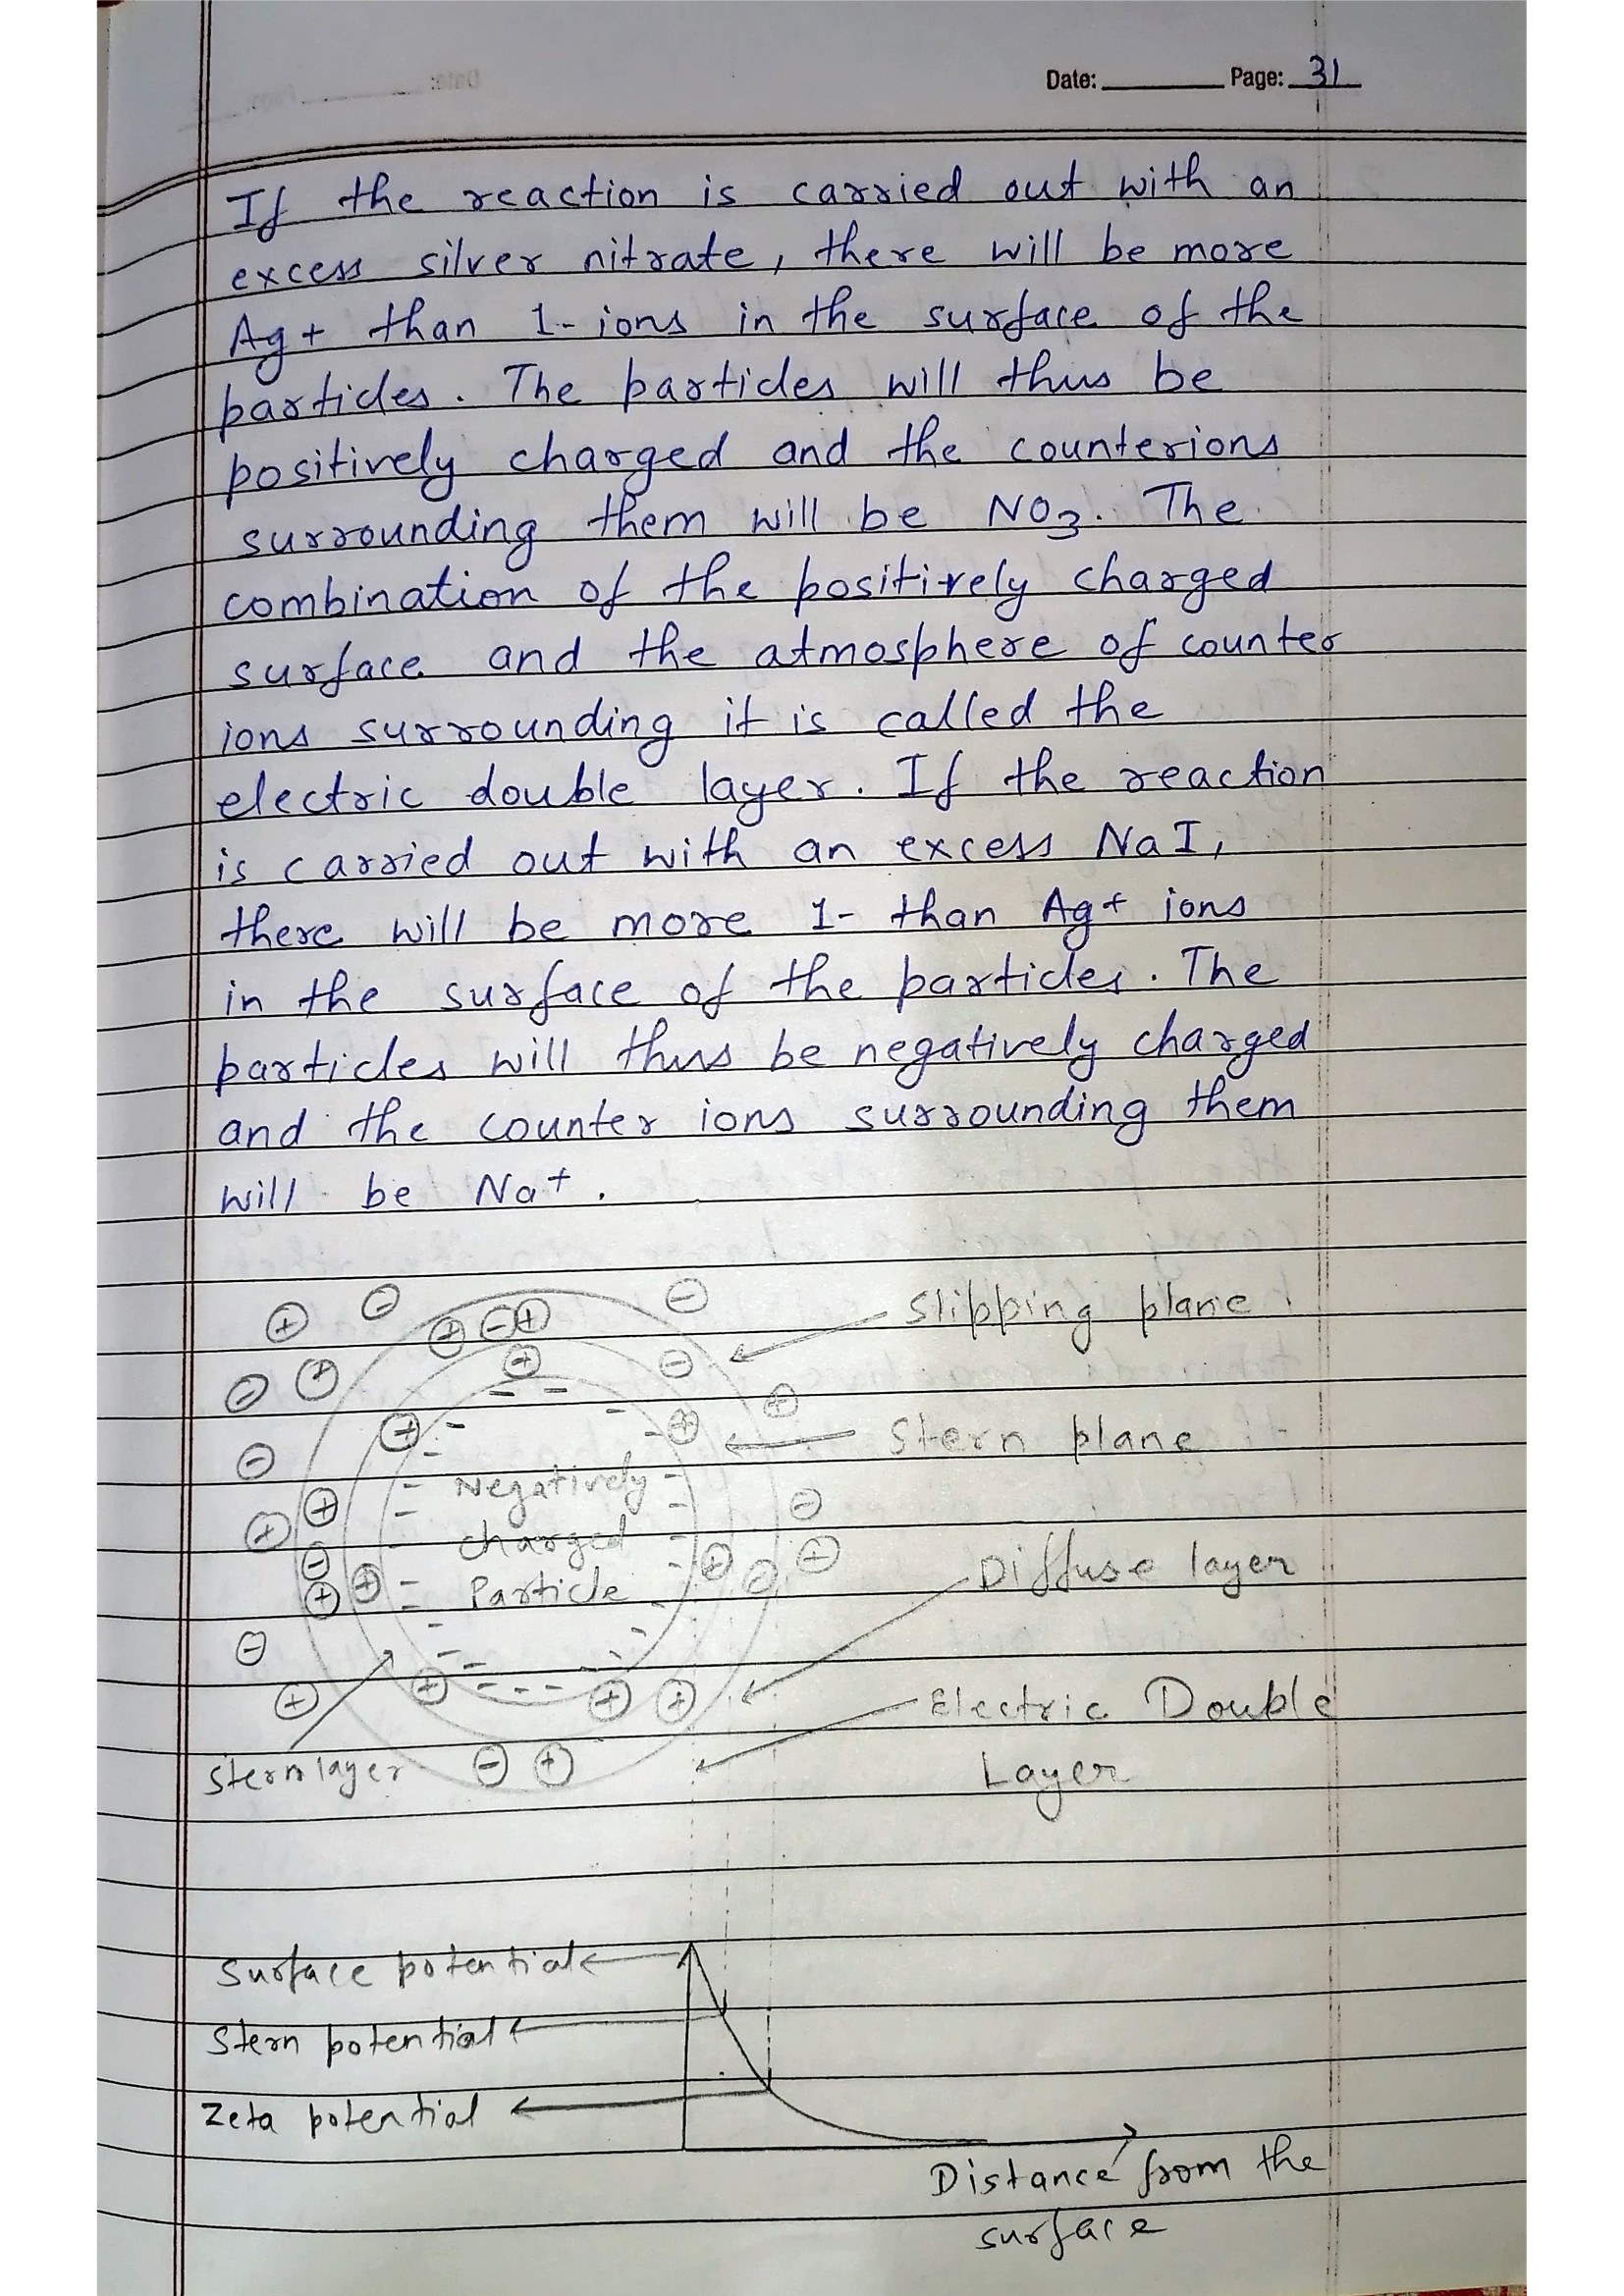 Date: Page: 31
If the reaction is carried out with an
excess silver nitrate, there will be more
Ag+ than 1- ions in the surface of the
particles. The particles will thus be
positively charged and the counterions
surrounding them will be NO3. The
combination of the positively charged
surface and the atmosphere of counter
ions surrounding it is called the
electric double layer. If the reaction
is carried out with an excess NaI,
there will be more 1- than Ag+ ions
in the surface of the particles. The
particles will thus be negatively charged
and the counter ions surrounding them
will be Na+.
Slipping plane
Stern plane
Negatively
charged
Particle
Diffuse layer
Electric Double
Layer
Stern layer
Surface potential
Stern potential
Zeta potential
Distance from the
surface